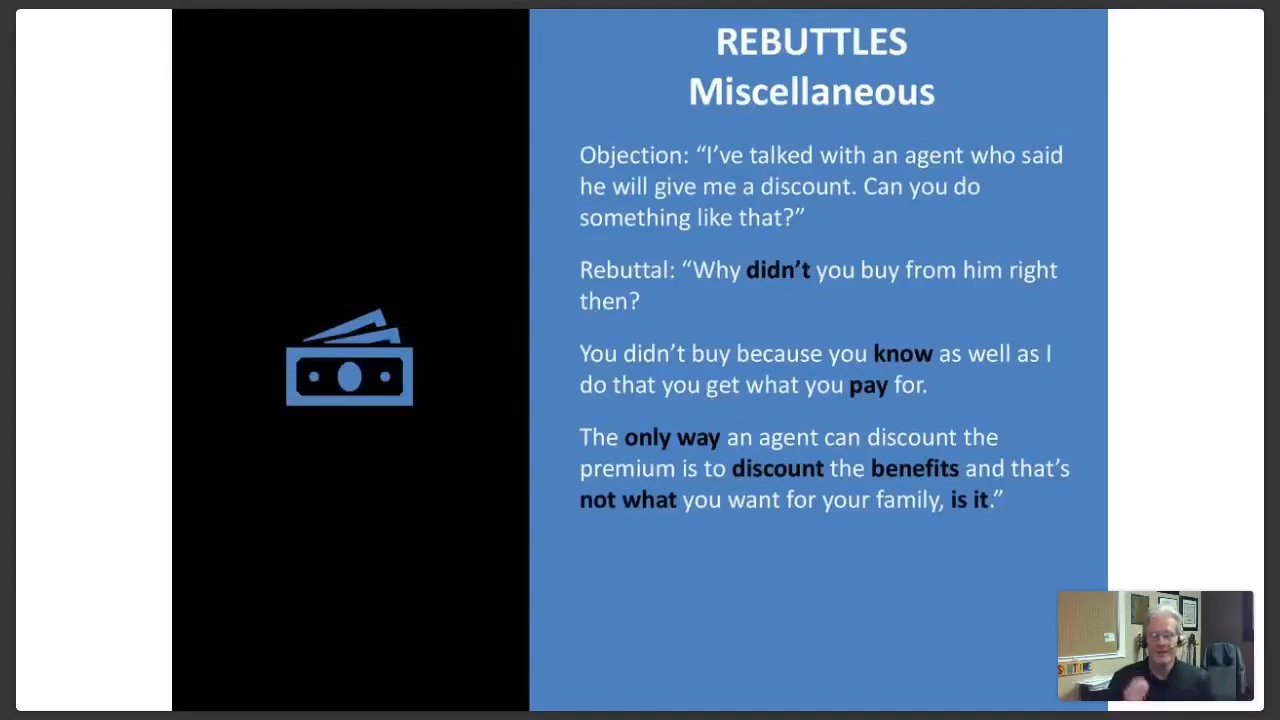 REBUTTLES
Miscellaneous
Objection: “I’ve talked with an agent who said
he will give me a discount. Can you do
something like that?”
Rebuttal: “Why didn’t you buy from him right
then?
You didn’t buy because you know as well as I
do that you get what you pay for.
The only way an agent can discount the
premium is to discount the benefits and that’s
not what you want for your family, is it.”